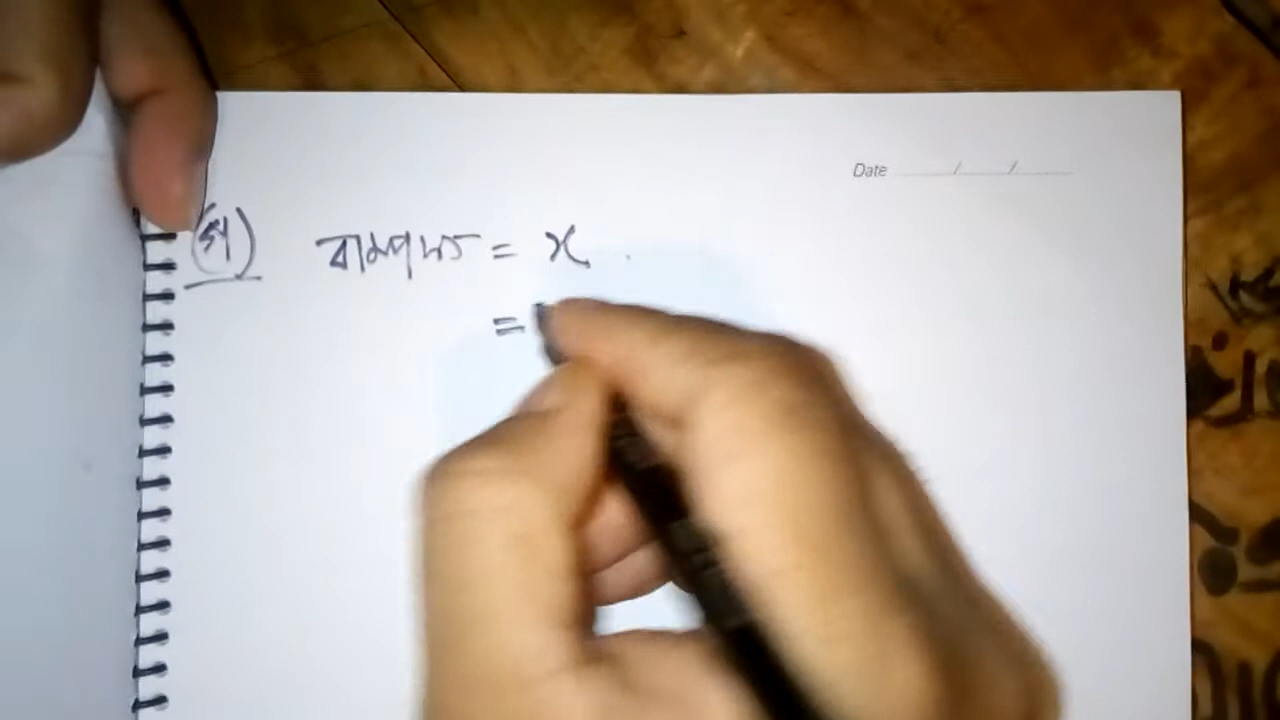 Date / /
(গ) বামপক্ষ = x
=